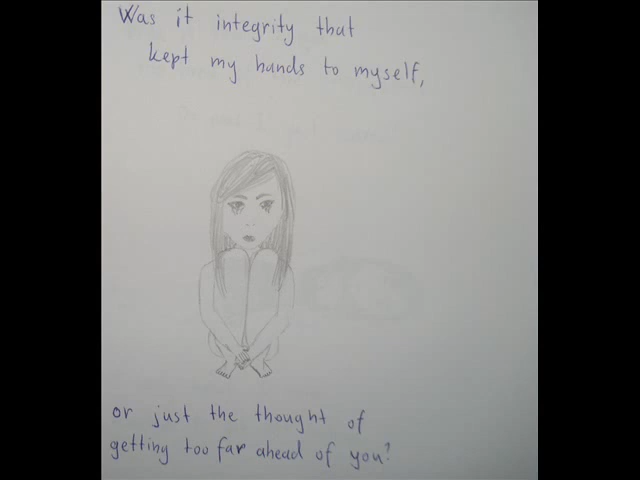 Was it integrity that
kept my hands to myself,
or just the thought of
getting too far ahead of you?